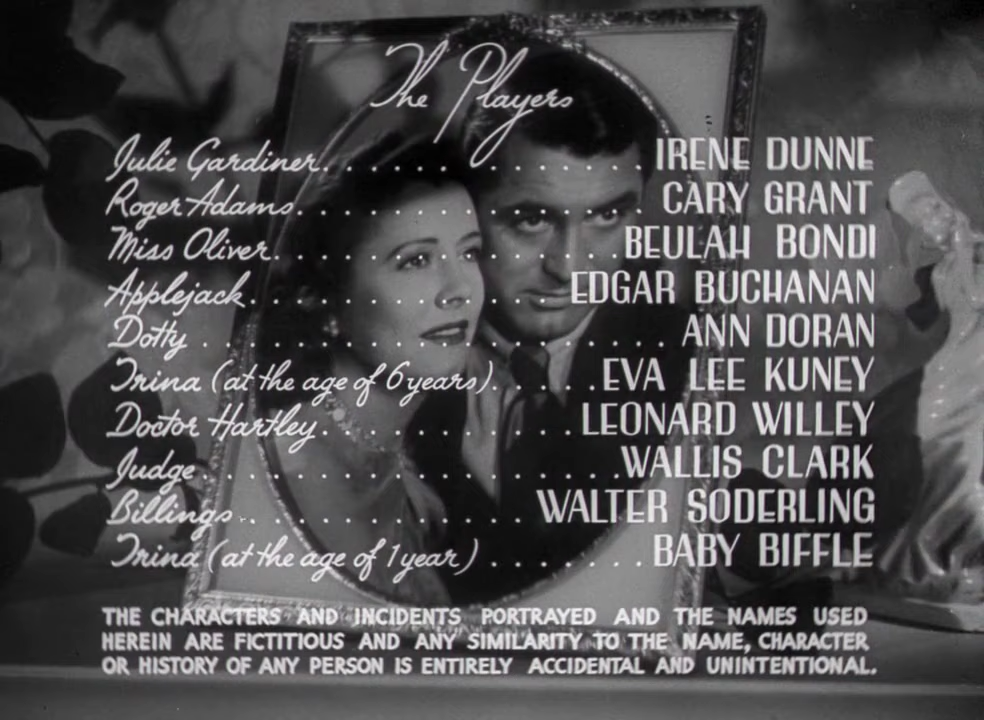 The Players
Julie Gardiner. . . . . . . . . . . . . . . IRENE DUNNE
Roger Adams. . . . . . . . . . . . . . . . CARY GRANT
Miss Oliver. . . . . . . . . . . . . . . . BEULAH BONDI
Applejack. . . . . . . . . . . . . . . EDGAR BUCHANAN
Dotty . . . . . . . . . . . . . . . . . . . . . . ANN DORAN
Trina (at the age of 6 years). . . . . EVA LEE KUNEY
Doctor Hartley. . . . . . . . . . . . LEONARD WILLEY
Judge. . . . . . . . . . . . . . . . . . . WALLIS CLARK
Billings. . . . . . . . . . . . . . WALTER SODERLING
Trina (at the age of 1 year) . . . . . . . BABY BIFFLE
THE CHARACTERS AND INCIDENTS PORTRAYED AND THE NAMES USED
HEREIN ARE FICTITIOUS AND ANY SIMILARITY TO THE NAME, CHARACTER
OR HISTORY OF ANY PERSON IS ENTIRELY ACCIDENTAL AND UNINTENTIONAL.